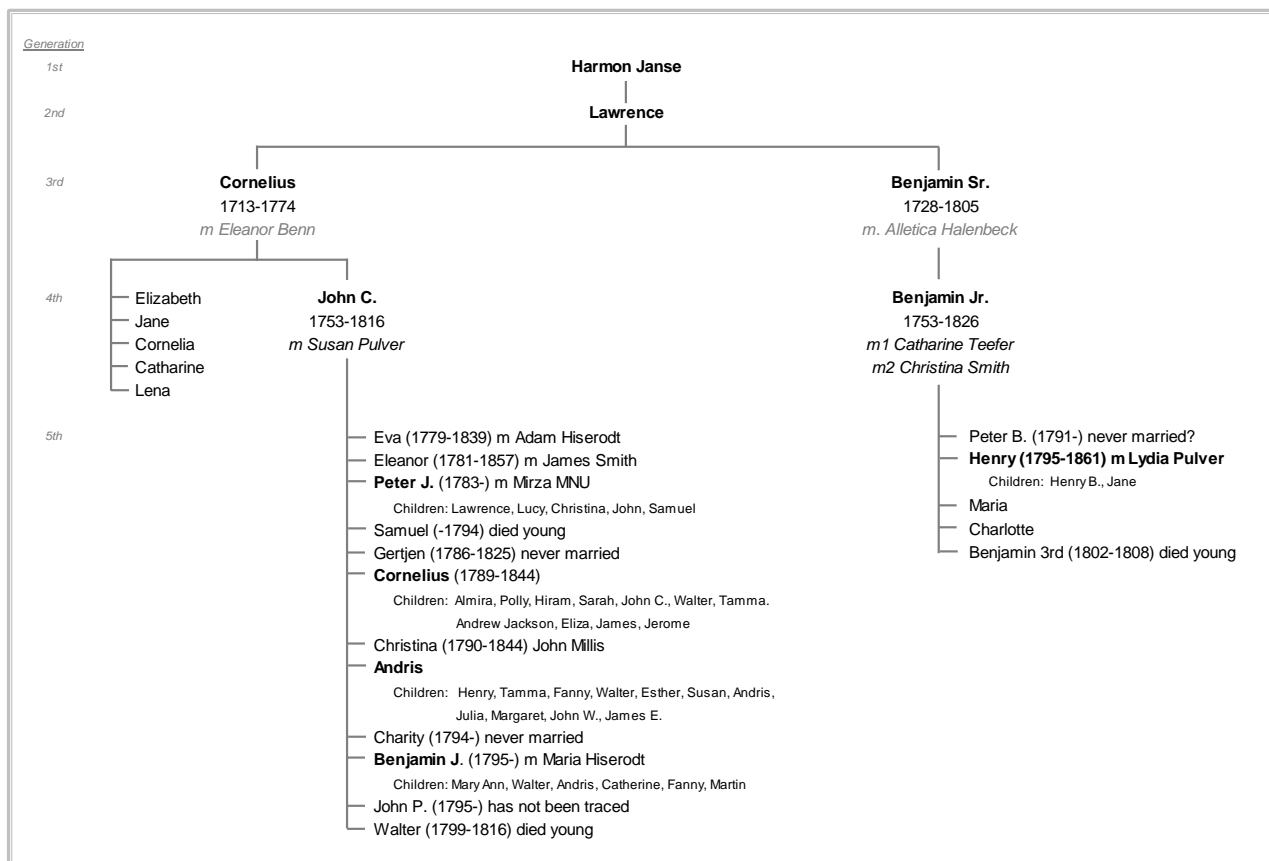 Generation
1st
Harmon Janse
2nd
Lawrence
3rd
Cornelius
1713-1774
m Eleanor Benn
Benjamin Sr.
1728-1805
m. Alletica Halenbeck
4th
Elizabeth
Jane
Cornelia
Catharine
Lena
John C.
1753-1816
m Susan Pulver
Benjamin Jr.
1753-1826
m1 Catharine Teefer
m2 Christina Smith
5th
Eva (1779-1839) m Adam Hiserodt
Eleanor (1781-1857) m James Smith
Peter J. (1783-) m Mirza MNU
Children: Lawrence, Lucy, Christina, John, Samuel
Samuel (-1794) died young
Gertjen (1786-1825) never married
Cornelius (1789-1844)
Children: Almira, Polly, Hiram, Sarah, John C., Walter, Tamma.
Andrew Jackson, Eliza, James, Jerome
Christina (1790-1844) John Millis
Andris
Children: Henry, Tamma, Fanny, Walter, Esther, Susan, Andris,
Julia, Margaret, John W., James E.
Charity (1794-) never married
Benjamin J. (1795-) m Maria Hiserodt
Children: Mary Ann, Walter, Andris, Catherine, Fanny, Martin
John P. (1795-) has not been traced
Walter (1799-1816) died young
Peter B. (1791-) never married?
Henry (1795-1861) m Lydia Pulver
Children: Henry B., Jane
Maria
Charlotte
Benjamin 3rd (1802-1808) died young